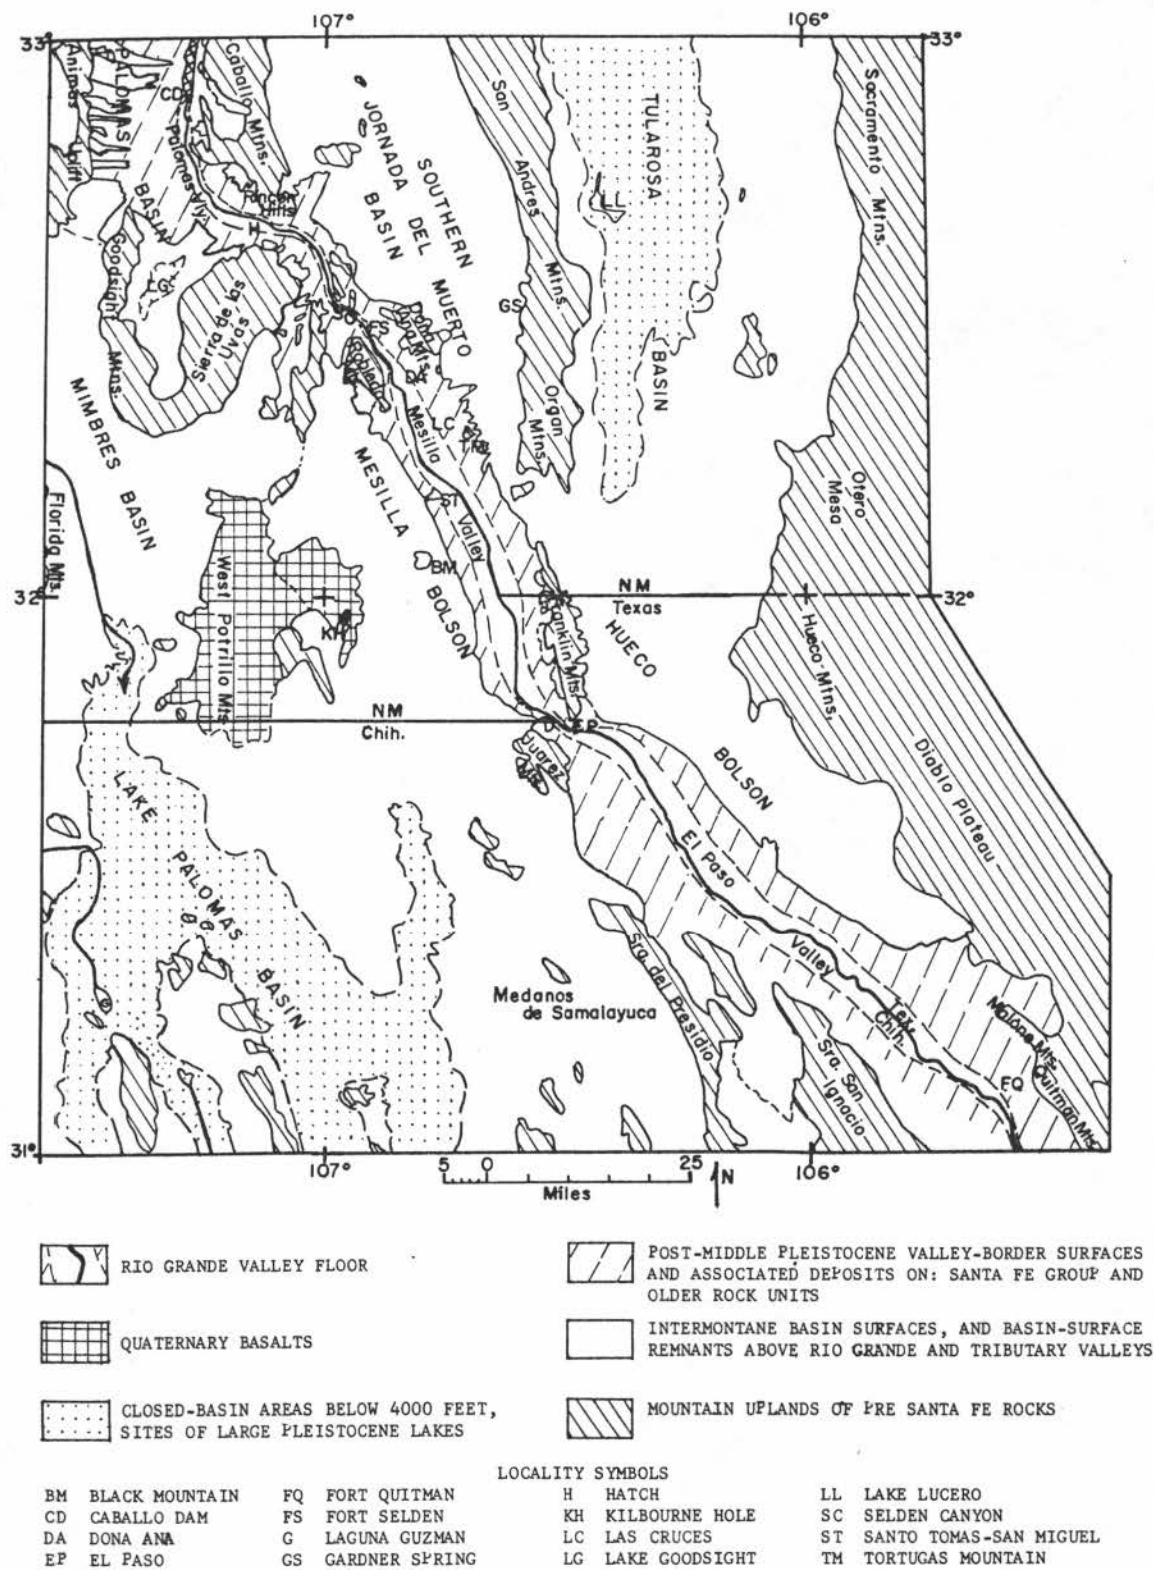 107°
106°
33°
33°
Animas
Uplift
PALOMAS
BASIN
CD
Caballo
Mtns.
Palomas Vly.
Rincon
Hills
H
JORNADA DEL MUERTO
BASIN
SOUTHERN
San
Andres
Mtns.
GS
Organ
Mtns.
TULAROSA
BASIN
LL
Sacramento
Mtns.
Otero
Mesa
Goodsight
Mtns.
LG
Sierra de las
Uvas
SC
FS
Dona
Ana Mts.
Robledo
DA
LC
TM
MIMBRES
BASIN
MESILLA
BOLSON
Mesilla
Valley
ST
BM
Florida Mts.
West Potrillo Mts.
KH
32°
32°
NM
Texas
Franklin Mts.
HUECO
BOLSON
Hueco Mtns.
Diablo Plateau
NM
Chih.
EP
Juarez
LAKE
PALOMAS
BASIN
El Paso
Valley
Medanos
de Samalayuca
Sra. del Presidio
Sra. San
Ignacio
Tex.
Chih.
Malone Mts.
Quitman Mts.
FQ
31°
107°
106°
5 0 25
Miles
N
RIO GRANDE VALLEY FLOOR
QUATERNARY BASALTS
CLOSED-BASIN AREAS BELOW 4000 FEET,
SITES OF LARGE PLEISTOCENE LAKES
POST-MIDDLE PLEISTOCENE VALLEY-BORDER SURFACES
AND ASSOCIATED DEPOSITS ON: SANTA FE GROUP AND
OLDER ROCK UNITS
INTERMONTANE BASIN SURFACES, AND BASIN-SURFACE
REMNANTS ABOVE RIO GRANDE AND TRIBUTARY VALLEYS
MOUNTAIN UPLANDS OF PRE SANTA FE ROCKS
LOCALITY SYMBOLS
BM BLACK MOUNTAIN FQ FORT QUITMAN H HATCH LL LAKE LUCERO
CD CABALLO DAM FS FORT SELDEN KH KILBOURNE HOLE SC SELDEN CANYON
DA DONA ANA G LAGUNA GUZMAN LC LAS CRUCES ST SANTO TOMAS-SAN MIGUEL
EP EL PASO GS GARDNER SPRING LG LAKE GOODSIGHT TM TORTUGAS MOUNTAIN